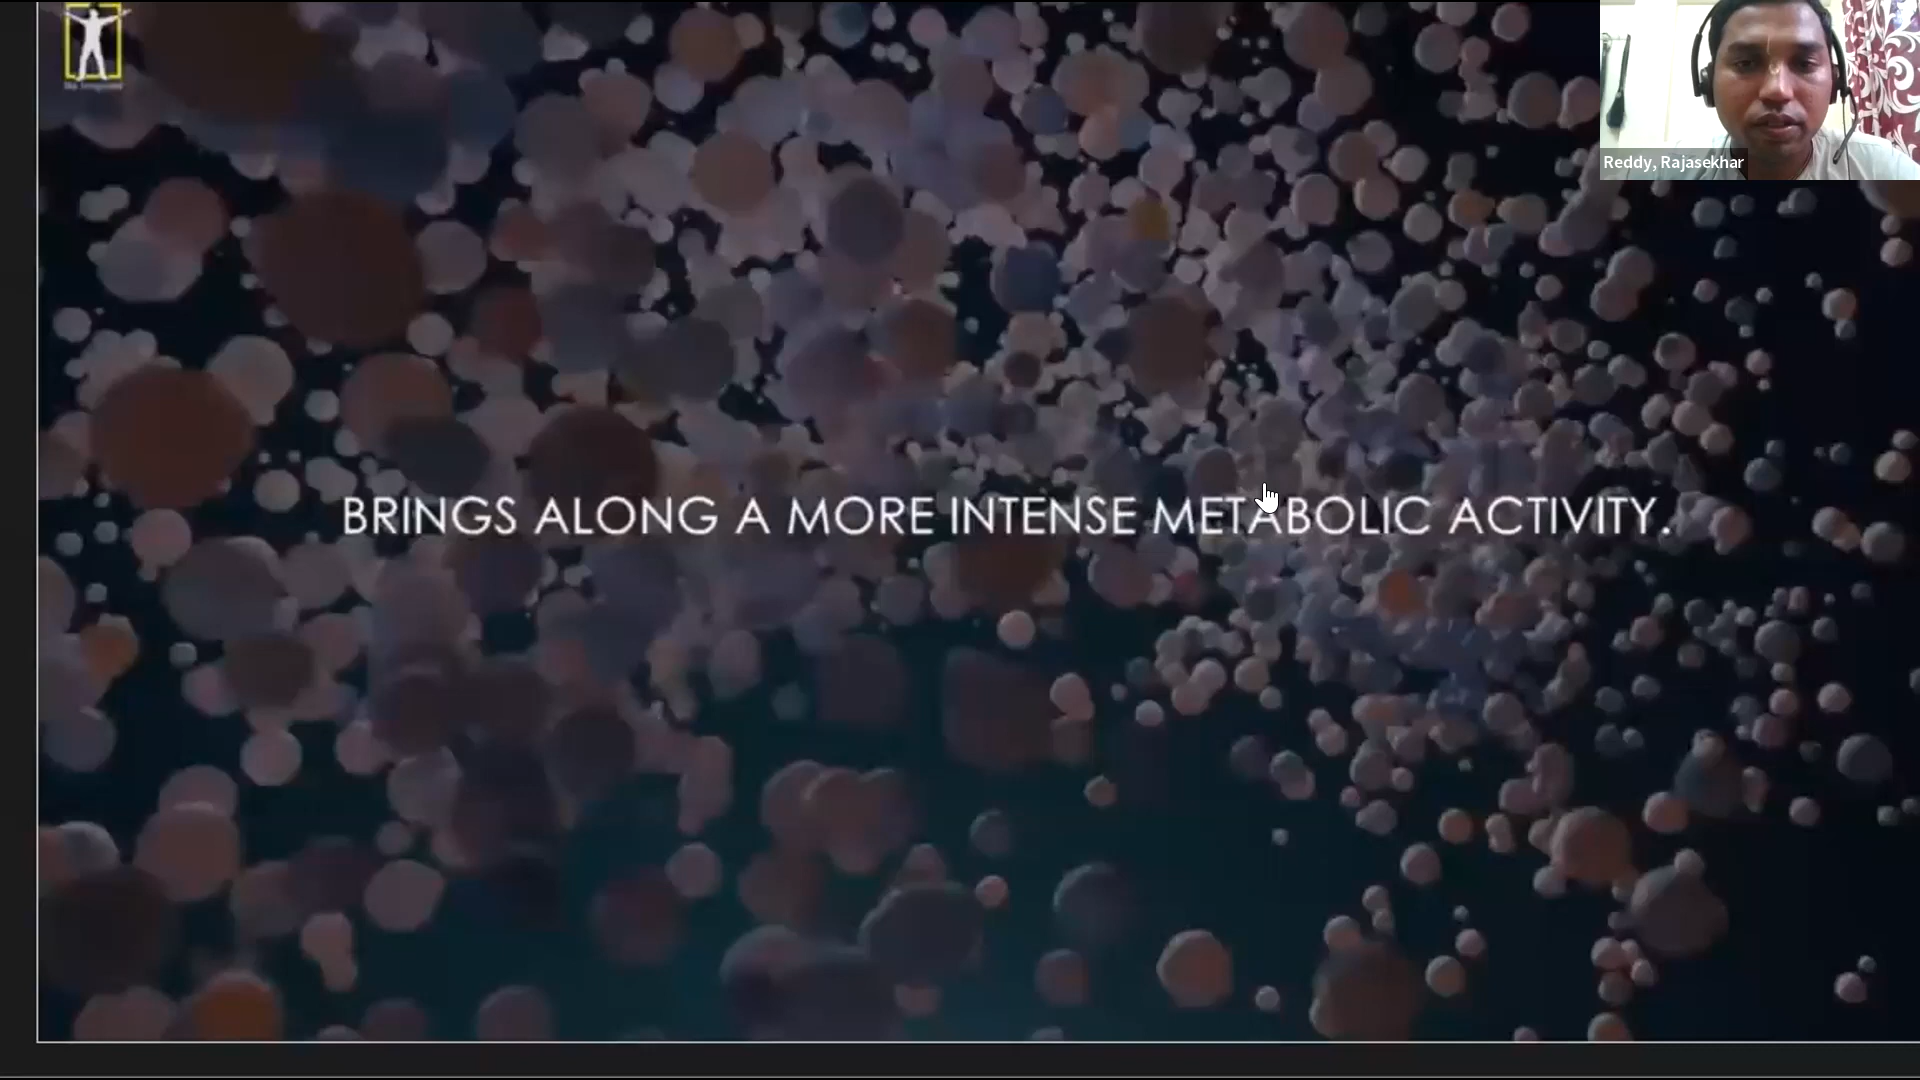 Reddy, Rajasekhar
BRINGS ALONG A MORE INTENSE METABOLIC ACTIVITY.